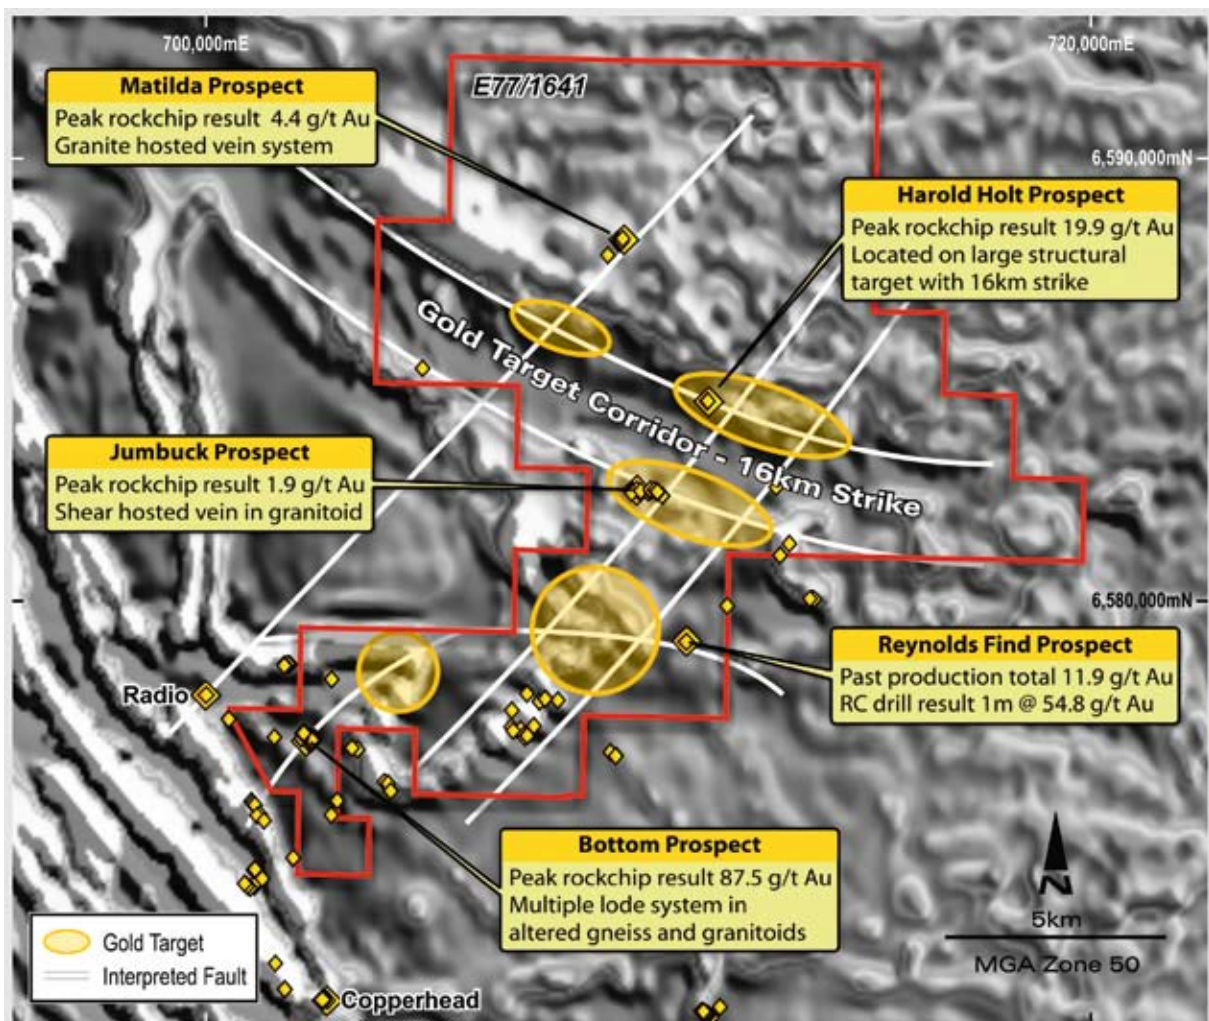 700,000mE
720,000mE
E77/1641
Matilda Prospect
Peak rockchip result 4.4 g/t Au
Granite hosted vein system
6,590,000mN
Harold Holt Prospect
Peak rockchip result 19.9 g/t Au
Located on large structural
target with 16km strike
Gold Target Corridor - 16km Strike
Jumbuck Prospect
Peak rockchip result 1.9 g/t Au
Shear hosted vein in granitoid
6,580,000mN
Reynolds Find Prospect
Past production total 11.9 g/t Au
RC drill result 1m @ 54.8 g/t Au
Radio
Bottom Prospect
Peak rockchip result 87.5 g/t Au
Multiple lode system in
altered gneiss and granitoids
N
5km
MGA Zone 50
Gold Target
Interpreted Fault
Copperhead